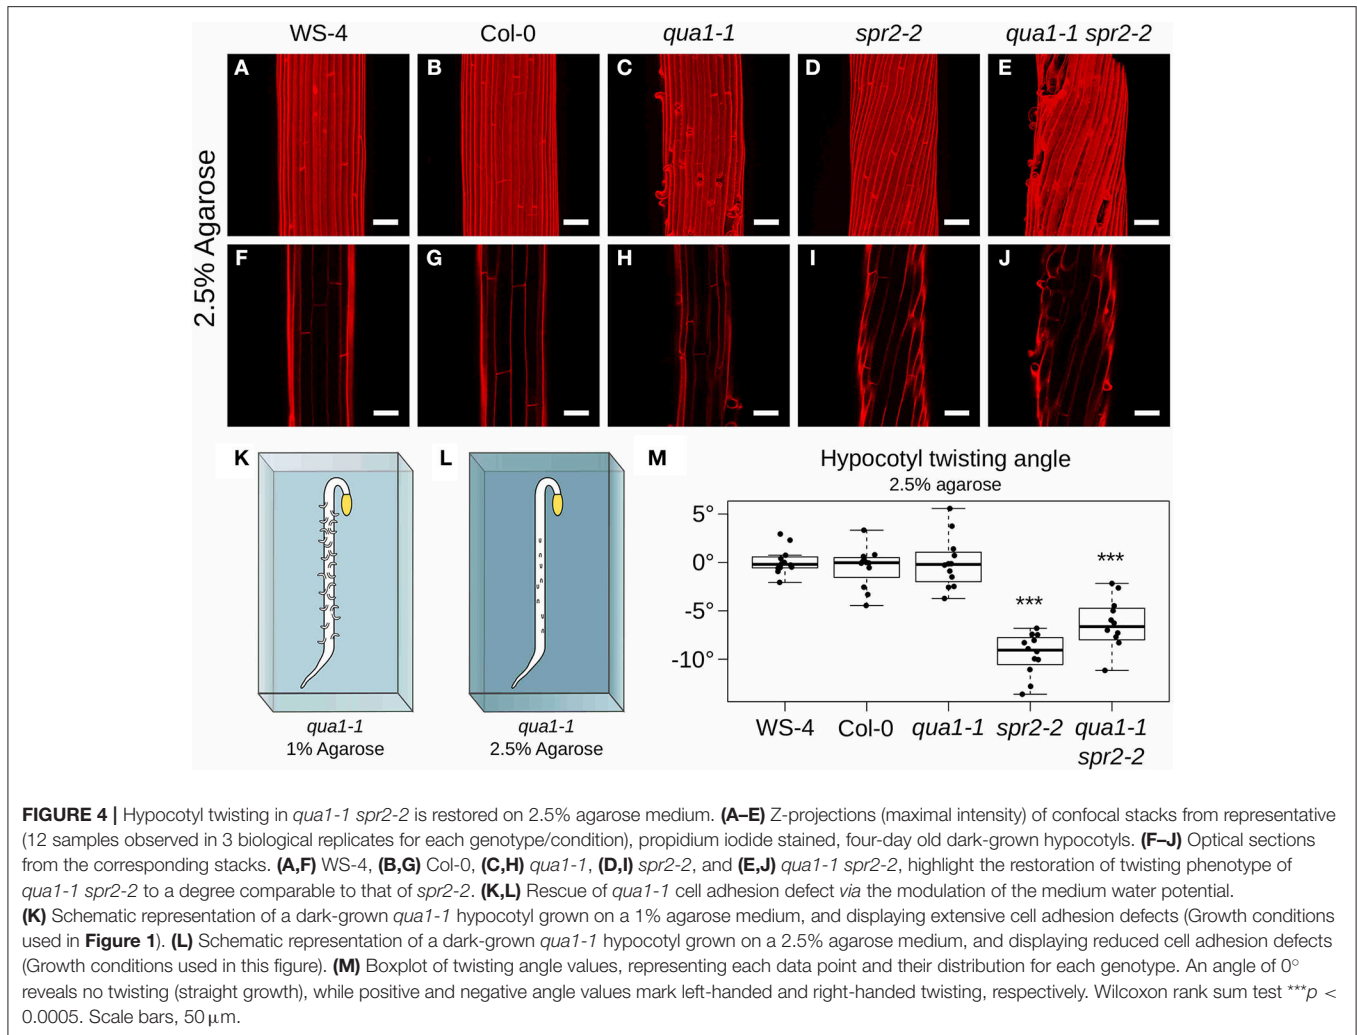 WS-4 Col-0 qua1-1 spr2-2 qua1-1 spr2-2
2.5% Agarose
A B C D E
F G H I J
K L M
Hypocotyl twisting angle
2.5% agarose
5°
0°
-5°
-10°
***
***
WS-4 Col-0 qua1-1 spr2-2 qua1-1
spr2-2
qua1-1
1% Agarose
qua1-1
2.5% Agarose
FIGURE 4 | Hypocotyl twisting in qua1-1 spr2-2 is restored on 2.5% agarose medium. (A–E) Z-projections (maximal intensity) of confocal stacks from representative
(12 samples observed in 3 biological replicates for each genotype/condition), propidium iodide stained, four-day old dark-grown hypocotyls. (F–J) Optical sections
from the corresponding stacks. (A,F) WS-4, (B,G) Col-0, (C,H) qua1-1, (D,I) spr2-2, and (E,J) qua1-1 spr2-2, highlight the restoration of twisting phenotype of
qua1-1 spr2-2 to a degree comparable to that of spr2-2. (K,L) Rescue of qua1-1 cell adhesion defect via the modulation of the medium water potential.
(K) Schematic representation of a dark-grown qua1-1 hypocotyl grown on a 1% agarose medium, and displaying extensive cell adhesion defects (Growth conditions
used in Figure 1). (L) Schematic representation of a dark-grown qua1-1 hypocotyl grown on a 2.5% agarose medium, and displaying reduced cell adhesion defects
(Growth conditions used in this figure). (M) Boxplot of twisting angle values, representing each data point and their distribution for each genotype. An angle of 0°
reveals no twisting (straight growth), while positive and negative angle values mark left-handed and right-handed twisting, respectively. Wilcoxon rank sum test ***p <
0.0005. Scale bars, 50 μm.